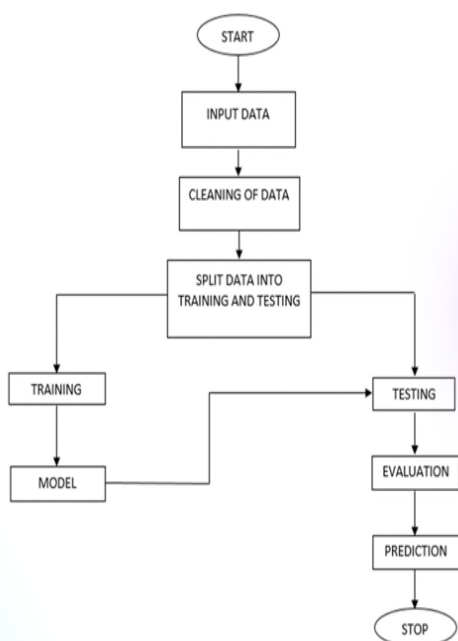 START
INPUT DATA
CLEANING OF DATA
SPLIT DATA INTO
TRAINING AND TESTING
TRAINING
TESTING
MODEL
EVALUATION
PREDICTION
STOP